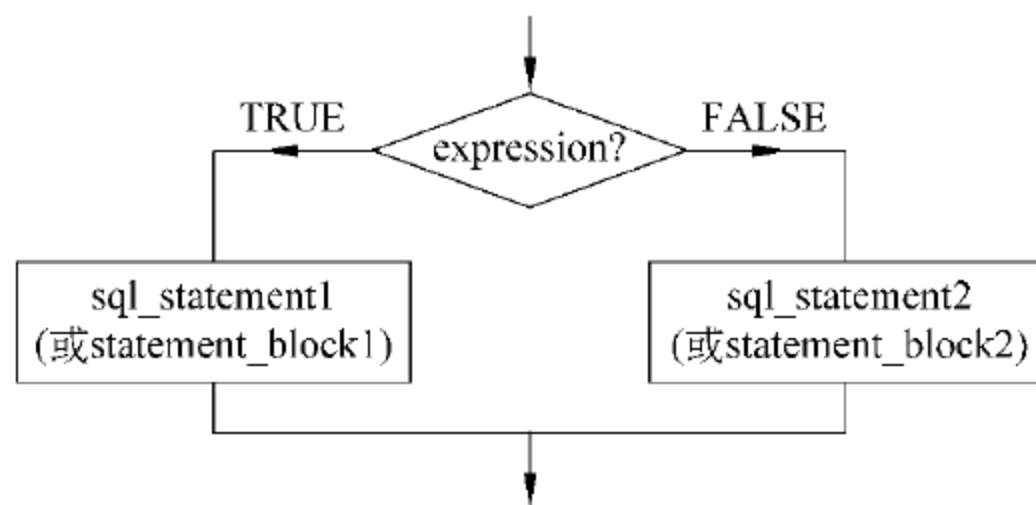 TRUE
FALSE
expression?
sql_statement1
(或statement_block1)
sql_statement2
(或statement_block2)